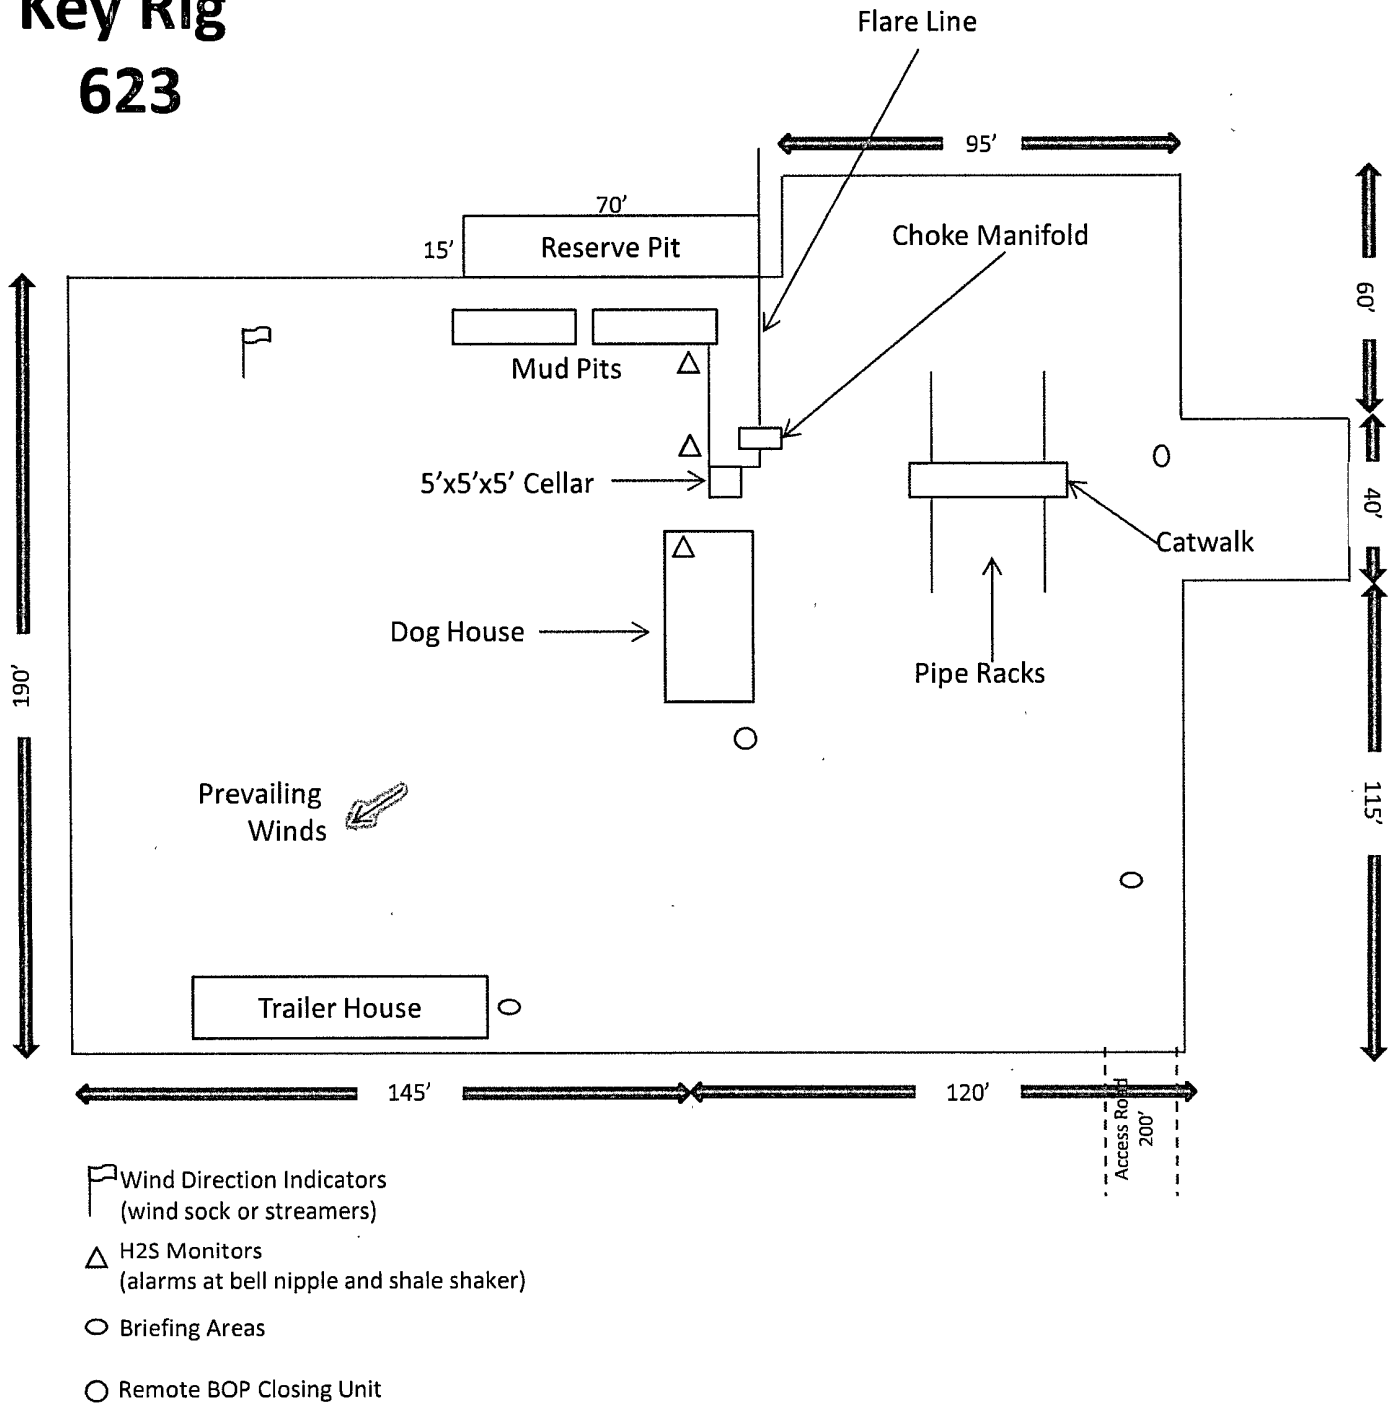 Key Rig
623
Flare Line
95'
70'
15'
Reserve Pit
Choke Manifold
60'
Mud Pits
5'x5'x5' Cellar
40'
Catwalk
Dog House
Pipe Racks
190'
Prevailing
Winds
115'
Trailer House
145'
120'
Access Road
200'
Wind Direction Indicators
(wind sock or streamers)
H2S Monitors
(alarms at bell nipple and shale shaker)
Briefing Areas
Remote BOP Closing Unit